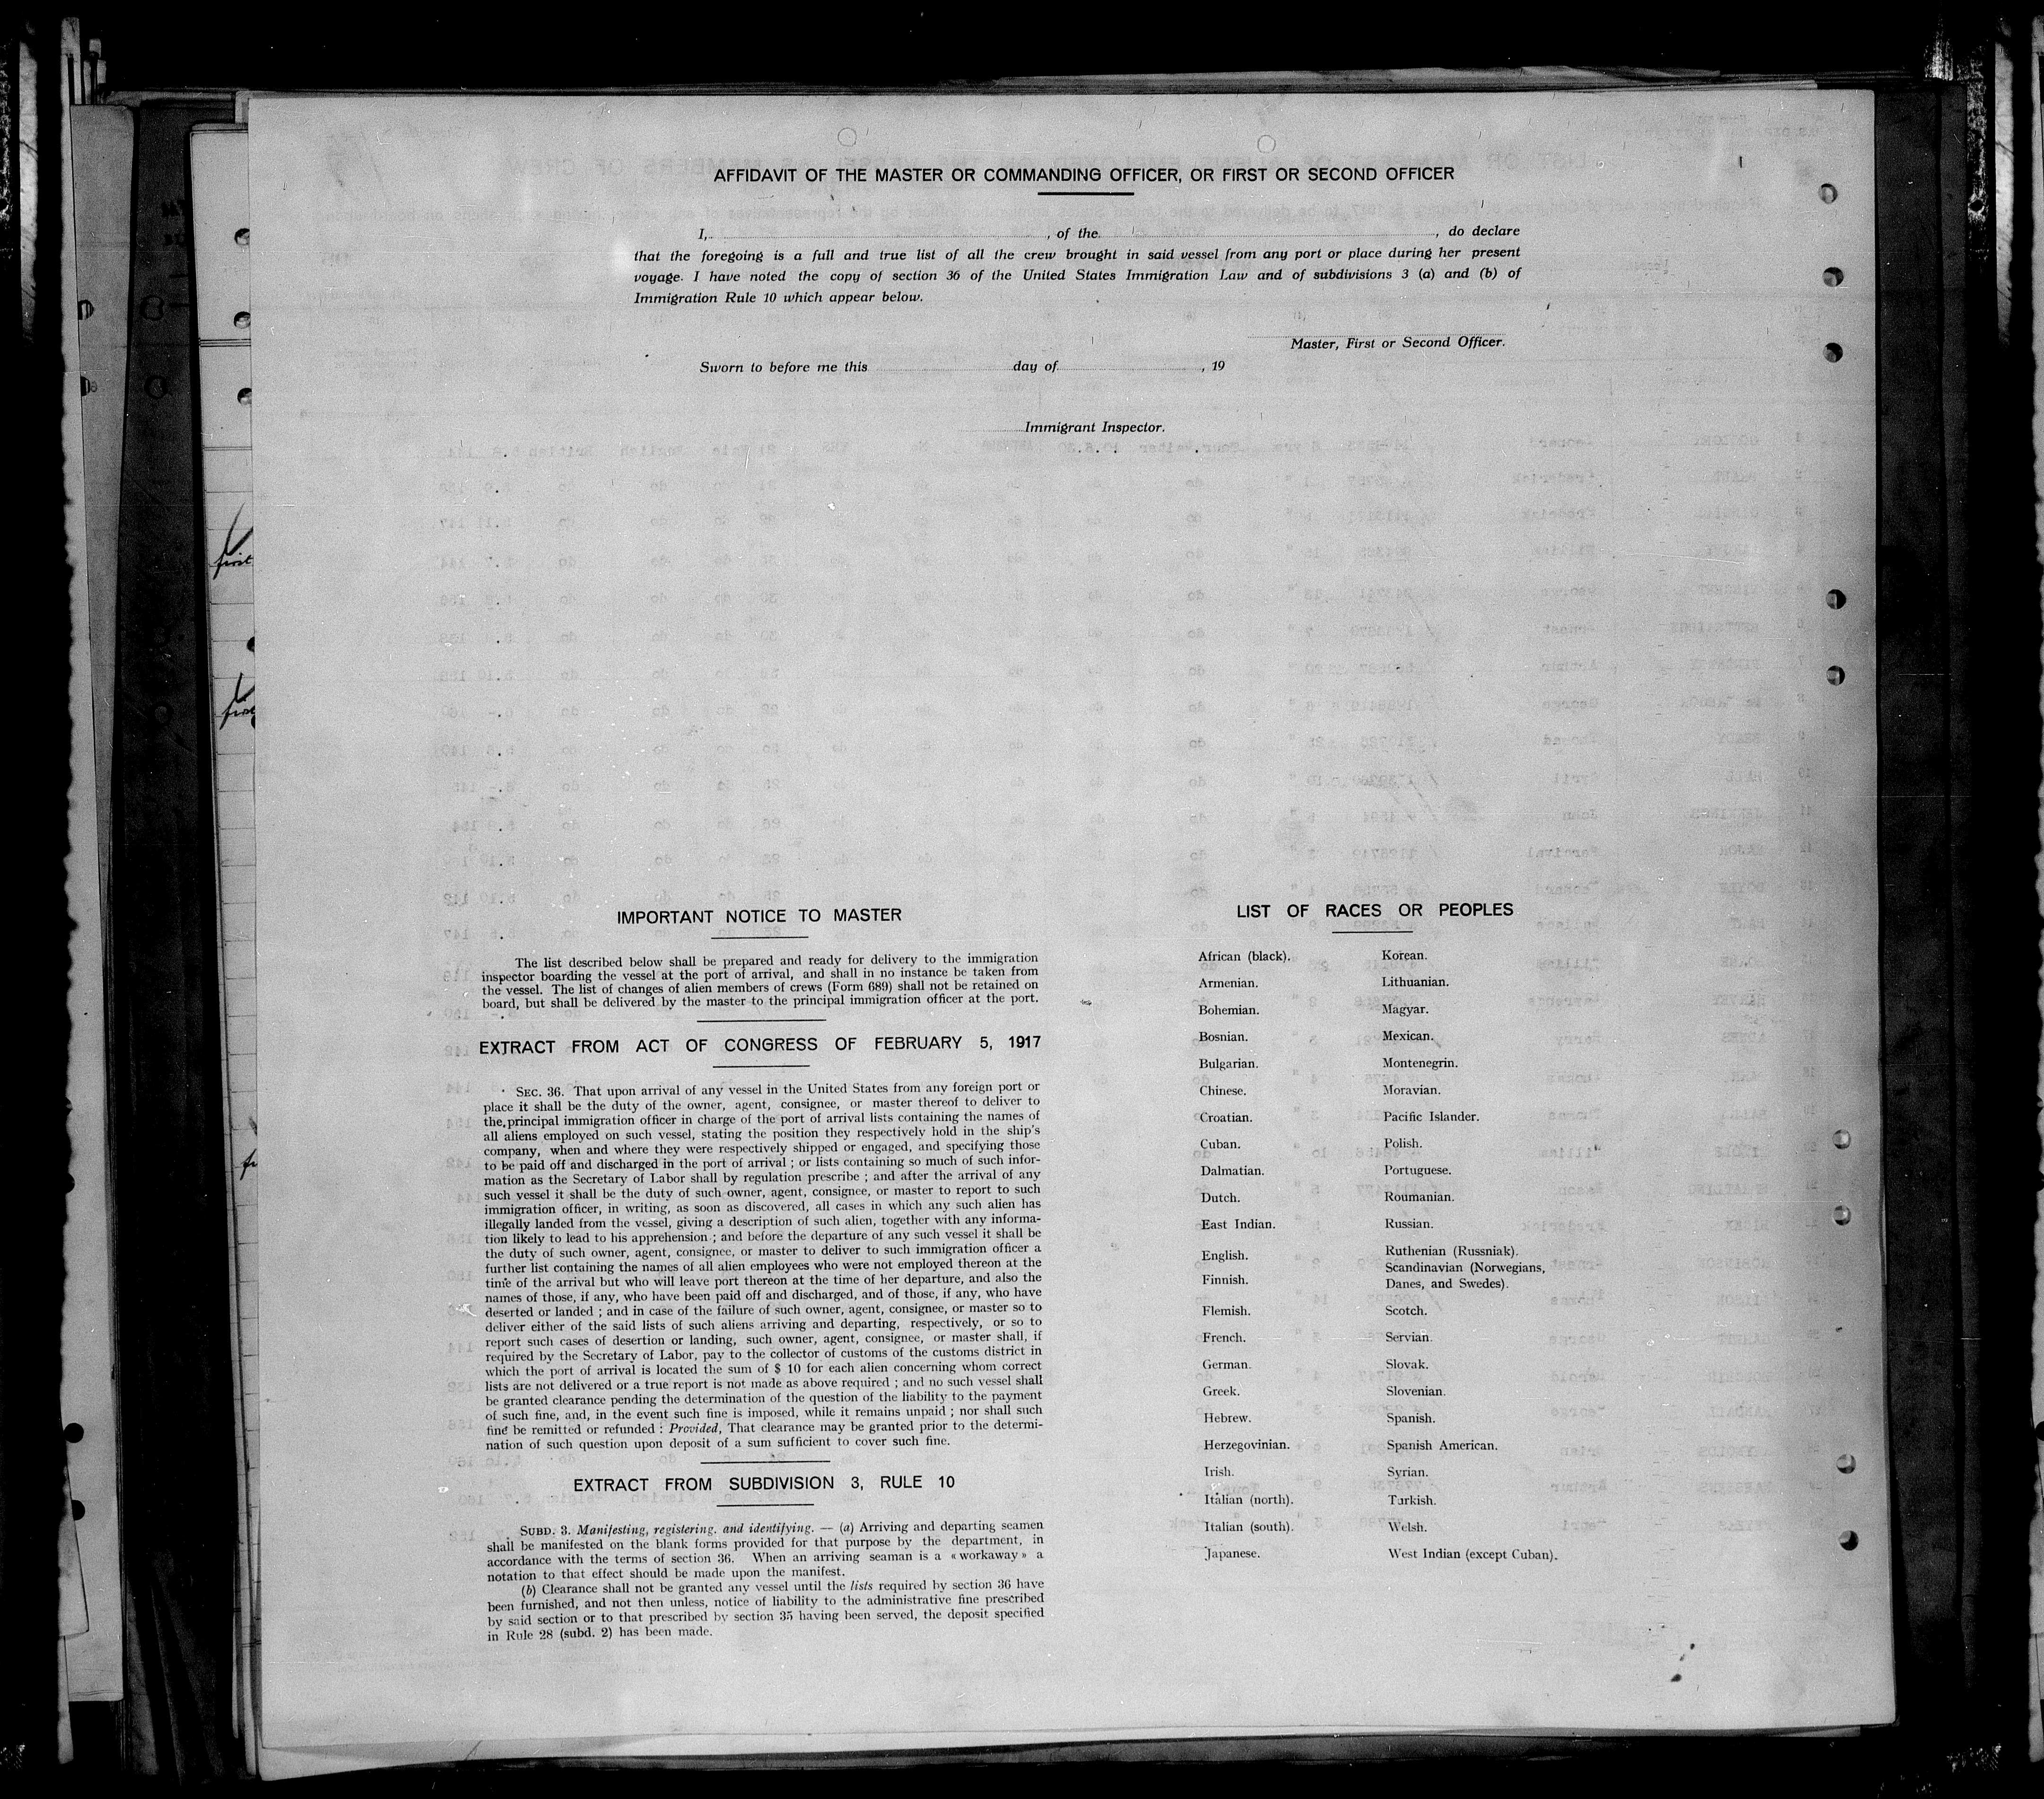 AFFIDAVIT OF THE MASTER OR COMMANDING OFFICER, OR FIRST OR SECOND OFFICER
I, , of the , do declare
that the foregoing is a full and true list of all the crew brought in said vessel from any port or place during her present
voyage. I have noted the copy of section 36 of the United States Immigration Law and of subdivisions 3 (a) and (b) of
Immigration Rule 10 which appear below.
Master, First or Second Officer.
Sworn to before me this day of , 19
Immigrant Inspector.
IMPORTANT NOTICE TO MASTER
The list described below shall be prepared and ready for delivery to the immigration
inspector boarding the vessel at the port of arrival, and shall in no instance be taken from
the vessel. The list of changes of alien members of crews (Form 689) shall not be retained on
board, but shall be delivered by the master to the principal immigration officer at the port.
EXTRACT FROM ACT OF CONGRESS OF FEBRUARY 5, 1917
SEC. 36. That upon arrival of any vessel in the United States from any foreign port or
place it shall be the duty of the owner, agent, consignee, or master thereof to deliver to
the principal immigration officer in charge of the port of arrival lists containing the names of
all aliens employed on such vessel, stating the position they respectively hold in the ship's
company, when and where they were respectively shipped or engaged, and specifying those
to be paid off and discharged in the port of arrival ; or lists containing so much of such infor-
mation as the Secretary of Labor shall by regulation prescribe ; and after the arrival of any
such vessel it shall be the duty of such owner, agent, consignee, or master to report to such
immigration officer, in writing, as soon as discovered, all cases in which any such alien has
illegally landed from the vessel, giving a description of such alien, together with any informa-
tion likely to lead to his apprehension ; and before the departure of any such vessel it shall be
the duty of such owner, agent, consignee, or master to deliver to such immigration officer a
further list containing the names of all alien employees who were not employed thereon at the
time of the arrival but who will leave port thereon at the time of her departure, and also the
names of those, if any, who have been paid off and discharged, and of those, if any, who have
deserted or landed ; and in case of the failure of such owner, agent, consignee, or master so to
deliver either of the said lists of such aliens arriving and departing, respectively, or so to
report such cases of desertion or landing, such owner, agent, consignee, or master shall, if
required by the Secretary of Labor, pay to the collector of customs of the customs district in
which the port of arrival is located the sum of $ 10 for each alien concerning whom correct
lists are not delivered or a true report is not made as above required ; and no such vessel shall
be granted clearance pending the determination of the question of the liability to the payment
of such fine, and, in the event such fine is imposed, while it remains unpaid ; nor shall such
fine be remitted or refunded : Provided, That clearance may be granted prior to the determi-
nation of such question upon deposit of a sum sufficient to cover such fine.
EXTRACT FROM SUBDIVISION 3, RULE 10
SUBD. 3. Manifesting, registering. and identifying. — (a) Arriving and departing seamen
shall be manifested on the blank forms provided for that purpose by the department, in
accordance with the terms of section 36. When an arriving seaman is a « workaway » a
notation to that effect should be made upon the manifest.
(b) Clearance shall not be granted any vessel until the lists required by section 36 have
been furnished, and not then unless, notice of liability to the administrative fine prescribed
by said section or to that prescribed by section 35 having been served, the deposit specified
in Rule 28 (subd. 2) has been made.
LIST OF RACES OR PEOPLES
African (black).
Armenian.
Bohemian.
Bosnian.
Bulgarian.
Chinese.
Croatian.
Cuban.
Dalmatian.
Dutch.
East Indian.
English.
Finnish.
Flemish.
French.
German.
Greek.
Hebrew.
Herzegovinian.
Irish.
Italian (north).
Italian (south).
Japanese.
Korean.
Lithuanian.
Magyar.
Mexican.
Montenegrin.
Moravian.
Pacific Islander.
Polish.
Portuguese.
Roumanian.
Russian.
Ruthenian (Russniak).
Scandinavian (Norwegians,
Danes, and Swedes).
Scotch.
Servian.
Slovak.
Slovenian.
Spanish.
Spanish American.
Syrian.
Turkish.
Welsh.
West Indian (except Cuban).
first